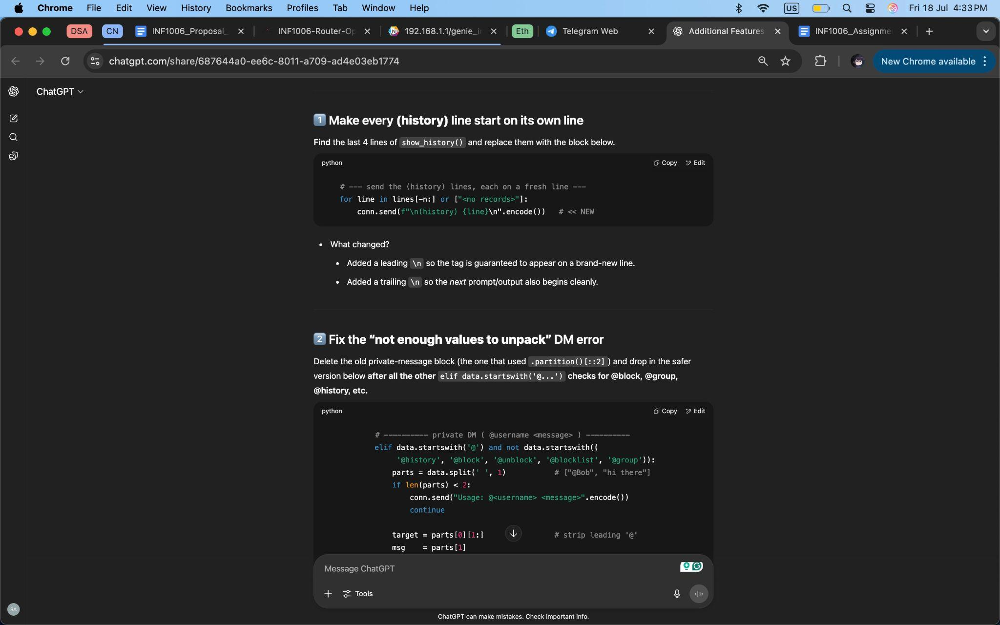 Chrome File Edit View History Bookmarks Profiles Tab Window Help US Fri 18 Jul 4:33 PM
DSA CN INF1006_Proposal_ INF1006-Router-Op 192.168.1.1/genie_i Eth Telegram Web Additional Features INF1006_Assignme
chatgpt.com/share/687644a0-ee6c-8011-a709-ad4e03eb1774 New Chrome available
ChatGPT
1 Make every (history) line start on its own line
Find the last 4 lines of show_history() and replace them with the block below.
python Copy Edit
# --- send the (history) lines, each on a fresh line ---
for line in lines[-n:] or ["<no records>"]:
conn.send(f"\n(history) {line}\n".encode()) # << NEW
• What changed?
• Added a leading \n so the tag is guaranteed to appear on a brand-new line.
• Added a trailing \n so the next prompt/output also begins cleanly.
2 Fix the “not enough values to unpack” DM error
Delete the old private-message block (the one that used .partition()[::2]) and drop in the safer
version below after all the other elif data.startswith('@...') checks for @block, @group,
@history, etc.
python Copy Edit
# ---------- private DM ( @username <message> ) ----------
elif data.startswith('@') and not data.startswith((
'@history', '@block', '@unblock', '@blocklist', '@group')):
parts = data.split(' ', 1) # ["@Bob", "hi there"]
if len(parts) < 2:
conn.send("Usage: @<username> <message>".encode())
continue
target = parts[0][1:] # strip leading '@'
msg = parts[1]
Message ChatGPT
Tools
RA
ChatGPT can make mistakes. Check important info.